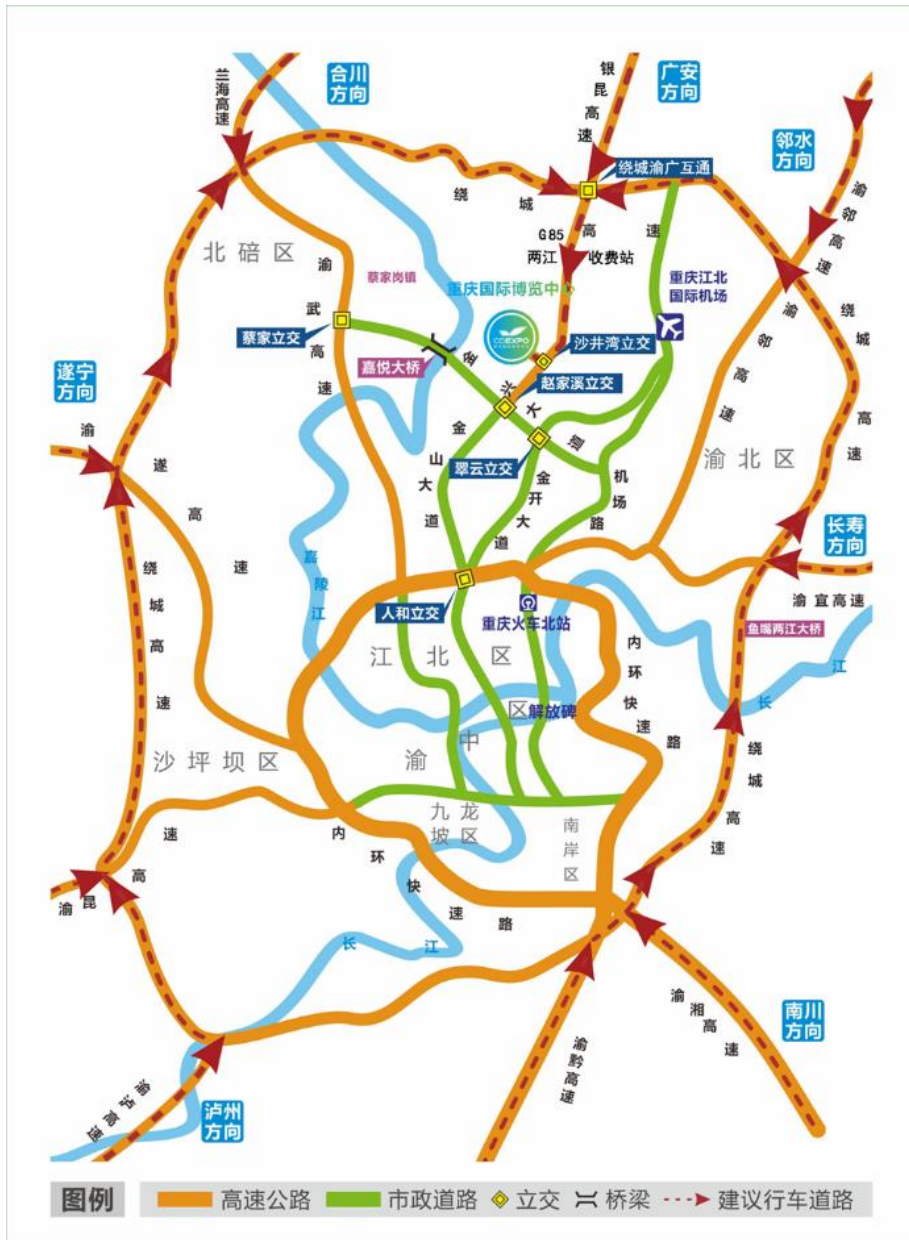 兰海高速
合川
方向
银昆高速
广安
方向
邻水
方向
绕城渝广互通
绕城高速
渝邻高速
G85
两江 收费站
北碚区
蔡家岗镇
重庆国际博览中心
重庆江北
国际机场
渝武高速
蔡家立交
CQEXPO
沙井湾立交
嘉悦大桥
金兴大道
赵家溪立交
渝邻高速
绕城高速
遂宁
方向
渝遂高速
金山大道
翠云立交
金开大道
机场路
渝北区
长寿
方向
绕城高速
嘉陵江
人和立交
重庆火车北站
渝宜高速
鱼嘴两江大桥
江北区
内环快速路
长江
渝中区
解放碑
沙坪坝区
九龙
坡区
南岸区
绕城高速
渝昆高速
内环快速路
长江
渝湘高速
南川
方向
渝黔高速
渝泸高速
泸州
方向
图例 高速公路 市政道路 立交 桥梁 建议行车道路